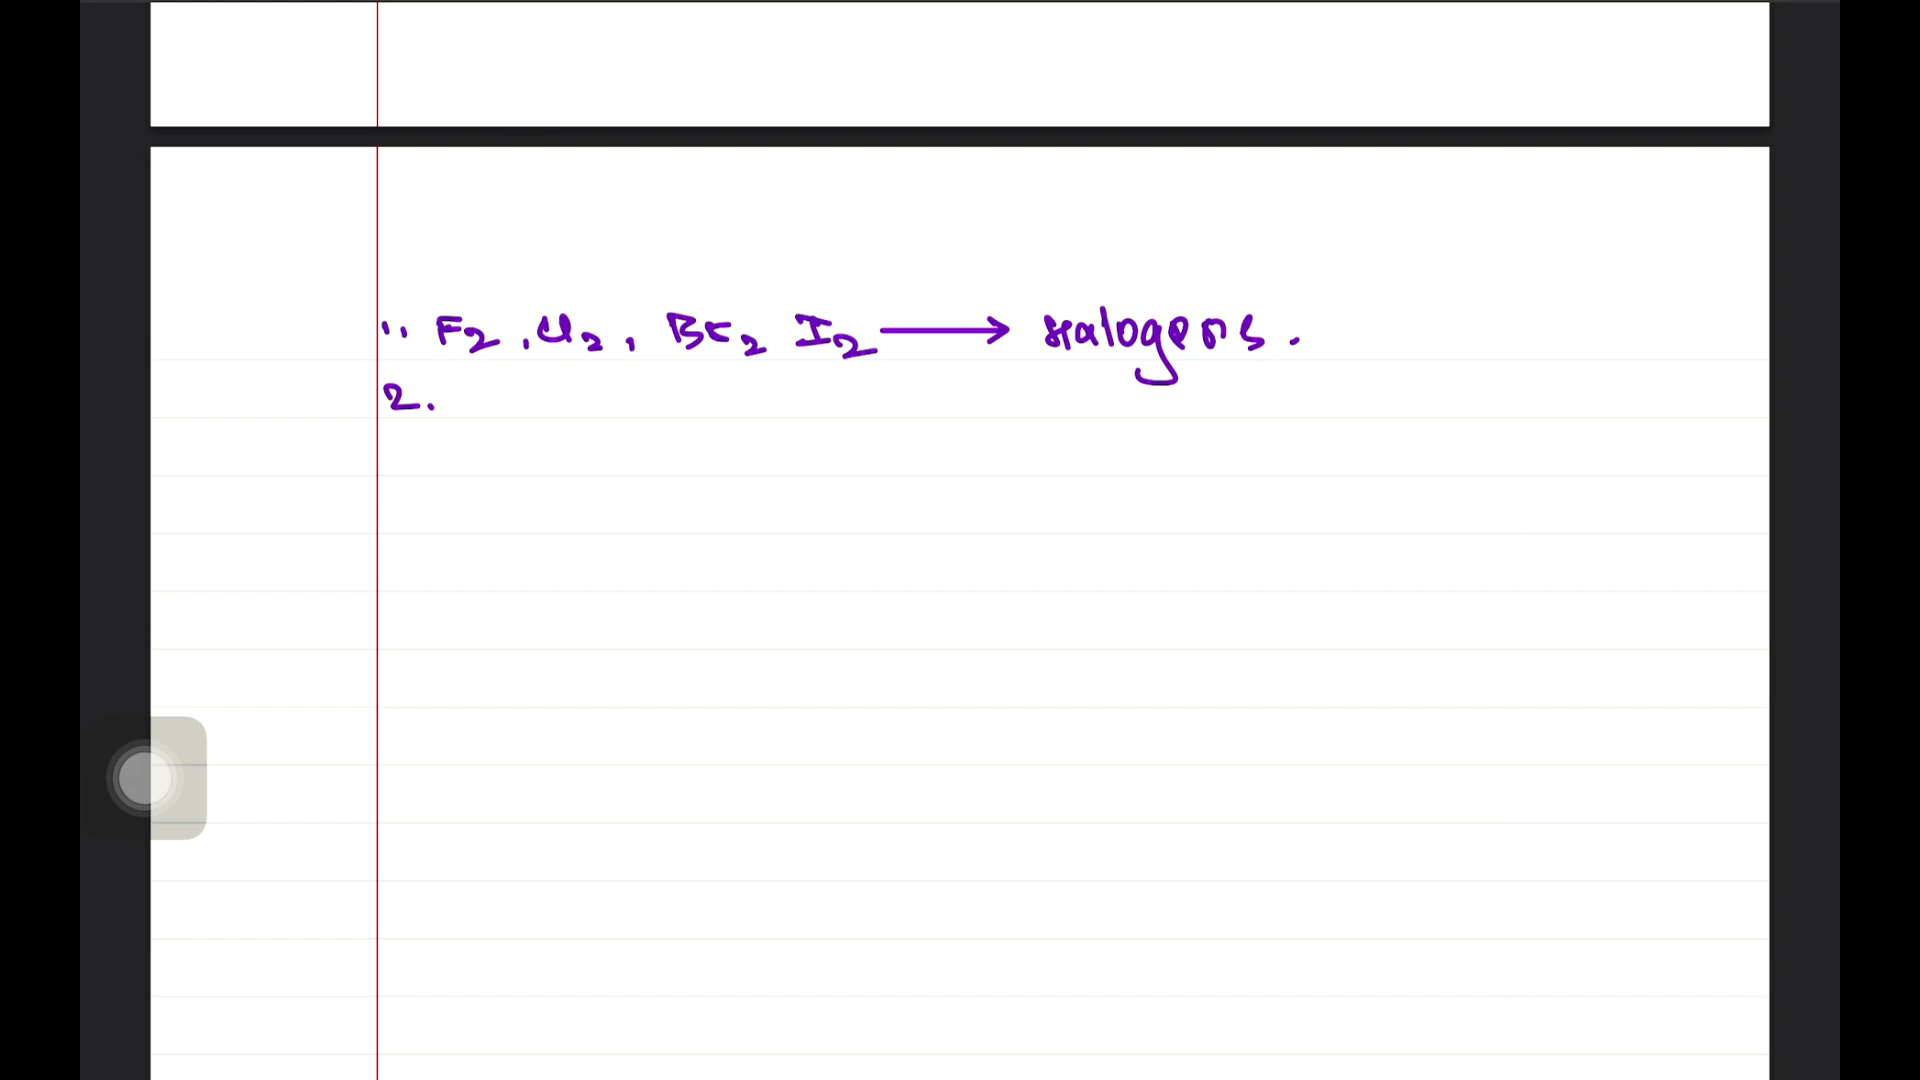 1. F₂, Cl₂, Br₂ I₂ → Halogens.
2.